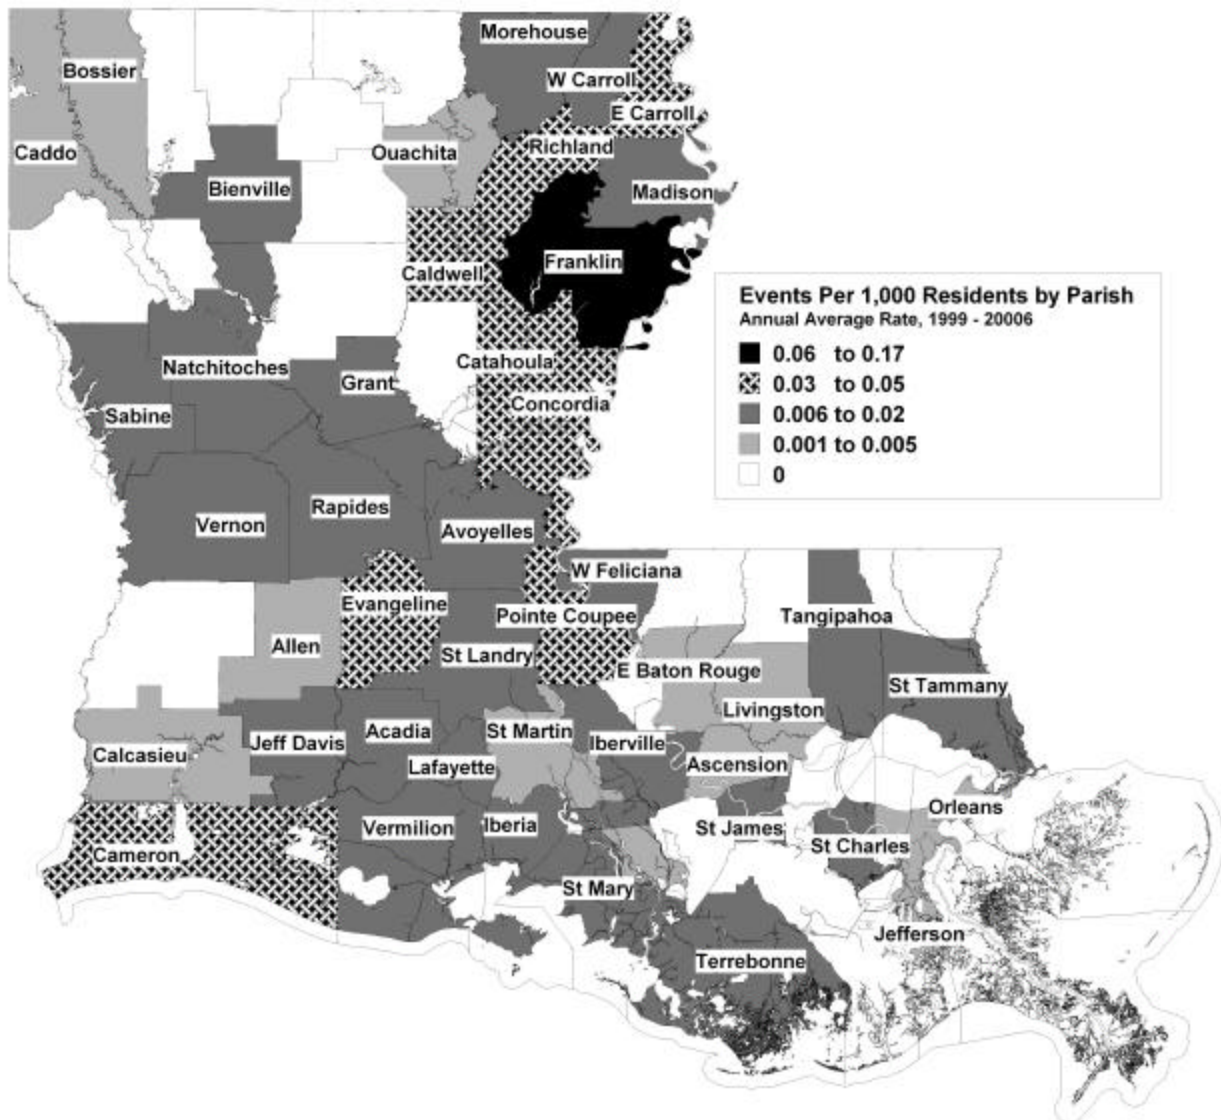 Morehouse
Bossier
W Carroll
E Carroll
Richland
Caddo
Ouachita
Bienville
Madison
Franklin
Caldwell
Events Per 1,000 Residents by Parish
Annual Average Rate, 1999 - 20006
0.06 to 0.17
0.03 to 0.05
0.006 to 0.02
0.001 to 0.005
0
Natchitoches
Catahoula
Grant
Concordia
Sabine
Rapides
Vernon
Avoyelles
W Feliciana
Evangeline
Pointe Coupee
Tangipahoa
Allen
St Landry
E Baton Rouge
St Tammany
Livingston
Acadia
St Martin
Jeff Davis
Iberville
Calcasieu
Lafayette
Ascension
Orleans
Vermilion
Iberia
St James
St Charles
Cameron
St Mary
Jefferson
Terrebonne